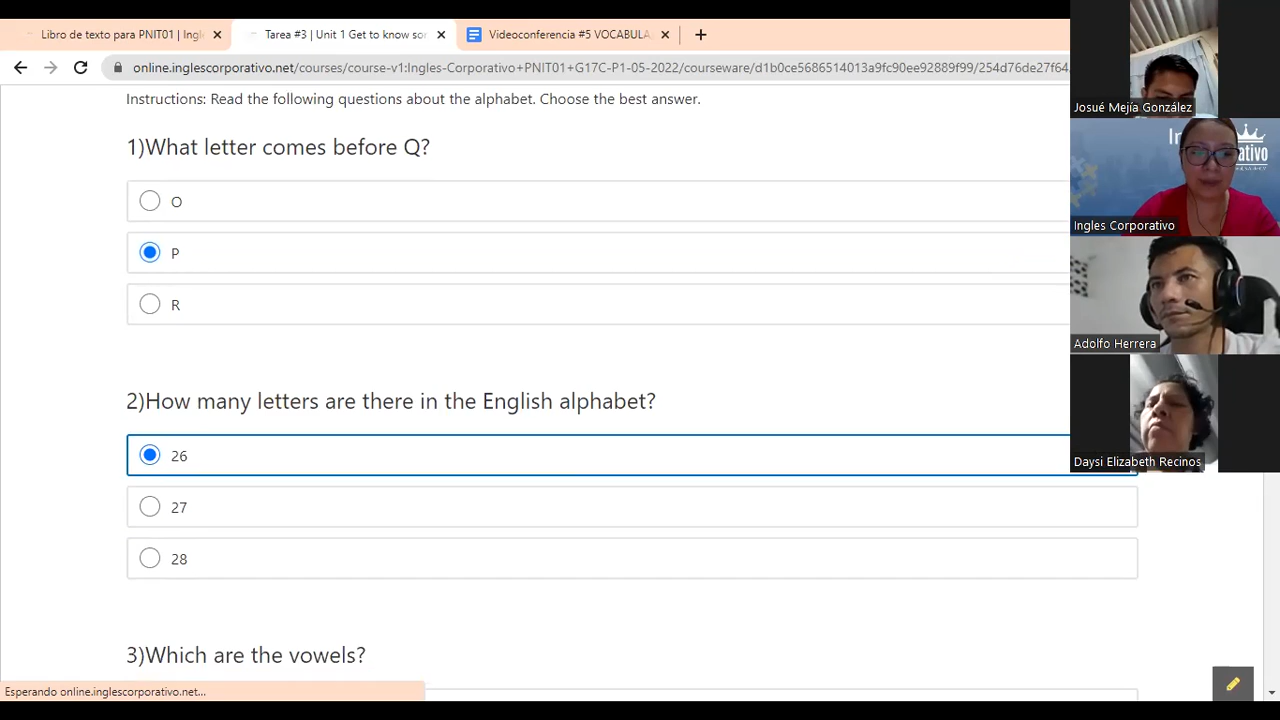 Libro de texto para PNIT01 | Ingl
Tarea #3 | Unit 1 Get to know sor
Videoconferencia #5 VOCABULA
online.inglescorporativo.net/courses/course-v1:Ingles-Corporativo+PNIT01+G17C-P1-05-2022/courseware/d1b0ce5686514013a9fc90ee92889f99/254d76de27f64
Instructions: Read the following questions about the alphabet. Choose the best answer.
1)What letter comes before Q?
O
P
R
2)How many letters are there in the English alphabet?
26
27
28
3)Which are the vowels?
Esperando online.inglescorporativo.net...
Josué Mejía González
In
ativo
Ingles Corporativo
Adolfo Herrera
Daysi Elizabeth Recinos